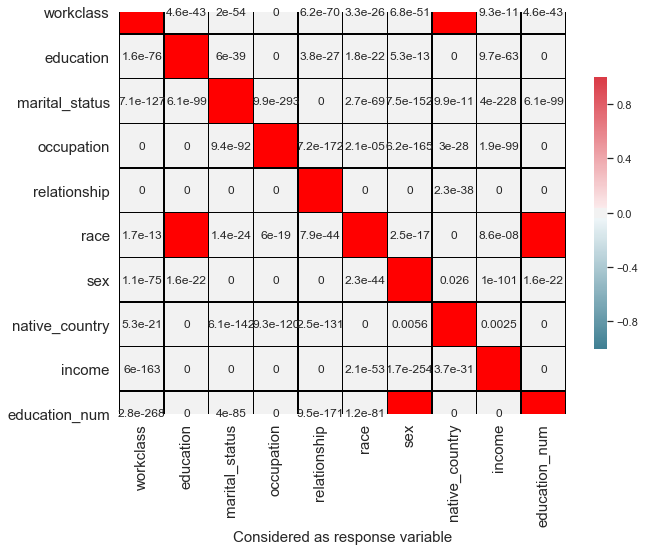 workclass 4.6e-43 2e-54 0 6.2e-70 3.3e-26 6.8e-51 9.3e-11 4.6e-43
education 1.6e-76 6e-39 0 3.8e-27 1.8e-22 5.3e-13 0 9.7e-63 0
marital_status 7.1e-127 6.1e-99 9.9e-293 0 2.7e-69 7.5e-152 9.9e-11 4e-228 6.1e-99
occupation 0 0 9.4e-92 7.2e-172 2.1e-05 6.2e-165 3e-28 1.9e-99 0
relationship 0 0 0 0 0 0 2.3e-38 0 0
race 1.7e-13 1.4e-24 6e-19 7.9e-44 2.5e-17 0 8.6e-08
sex 1.1e-75 1.6e-22 0 0 0 2.3e-44 0.026 1e-101 1.6e-22
native_country 5.3e-21 0 6.1e-142 9.3e-120 2.5e-131 0 0.0056 0.0025 0
income 6e-163 0 0 0 0 2.1e-53 1.7e-254 3.7e-31 0
education_num 2.8e-268 0 4e-85 0 9.5e-171 1.2e-81 0 0
workclass education marital_status occupation relationship race sex native_country income education_num
Considered as response variable
0.8
0.4
0.0
−0.4
−0.8